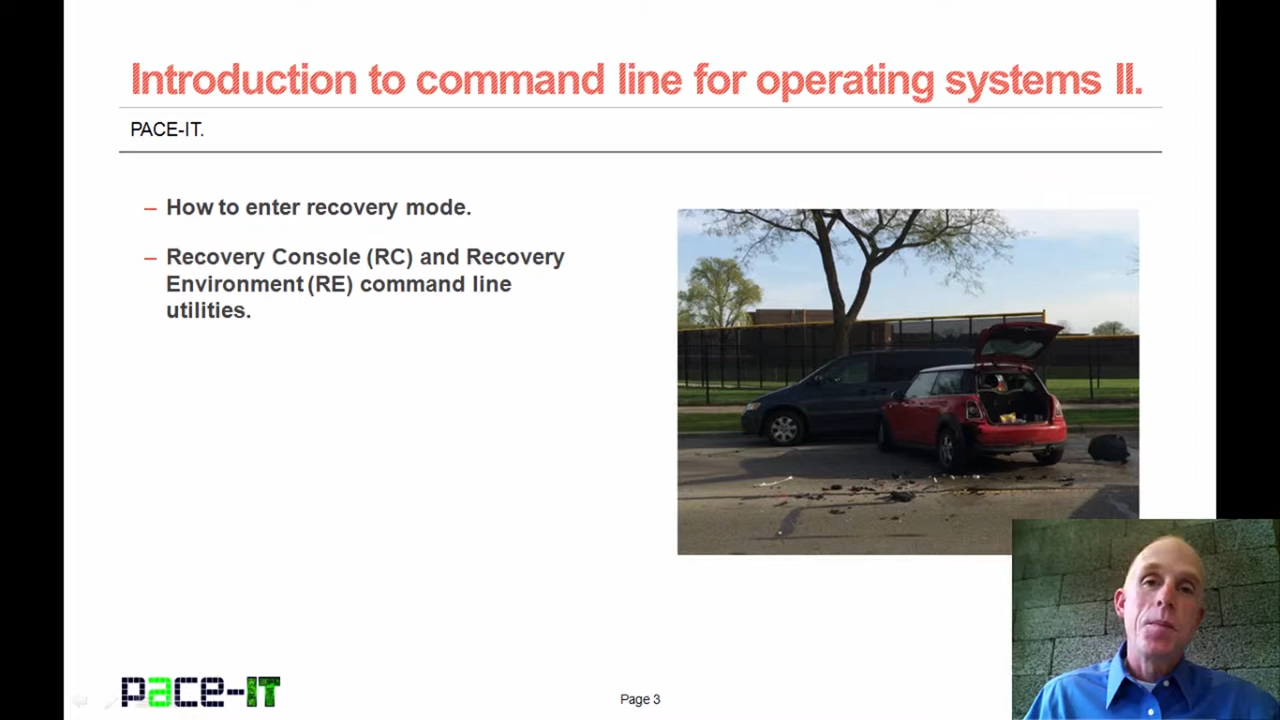 Introduction to command line for operating systems II.
PACE-IT.
– How to enter recovery mode.
– Recovery Console (RC) and Recovery
Environment (RE) command line
utilities.
pace-IT
Page 3